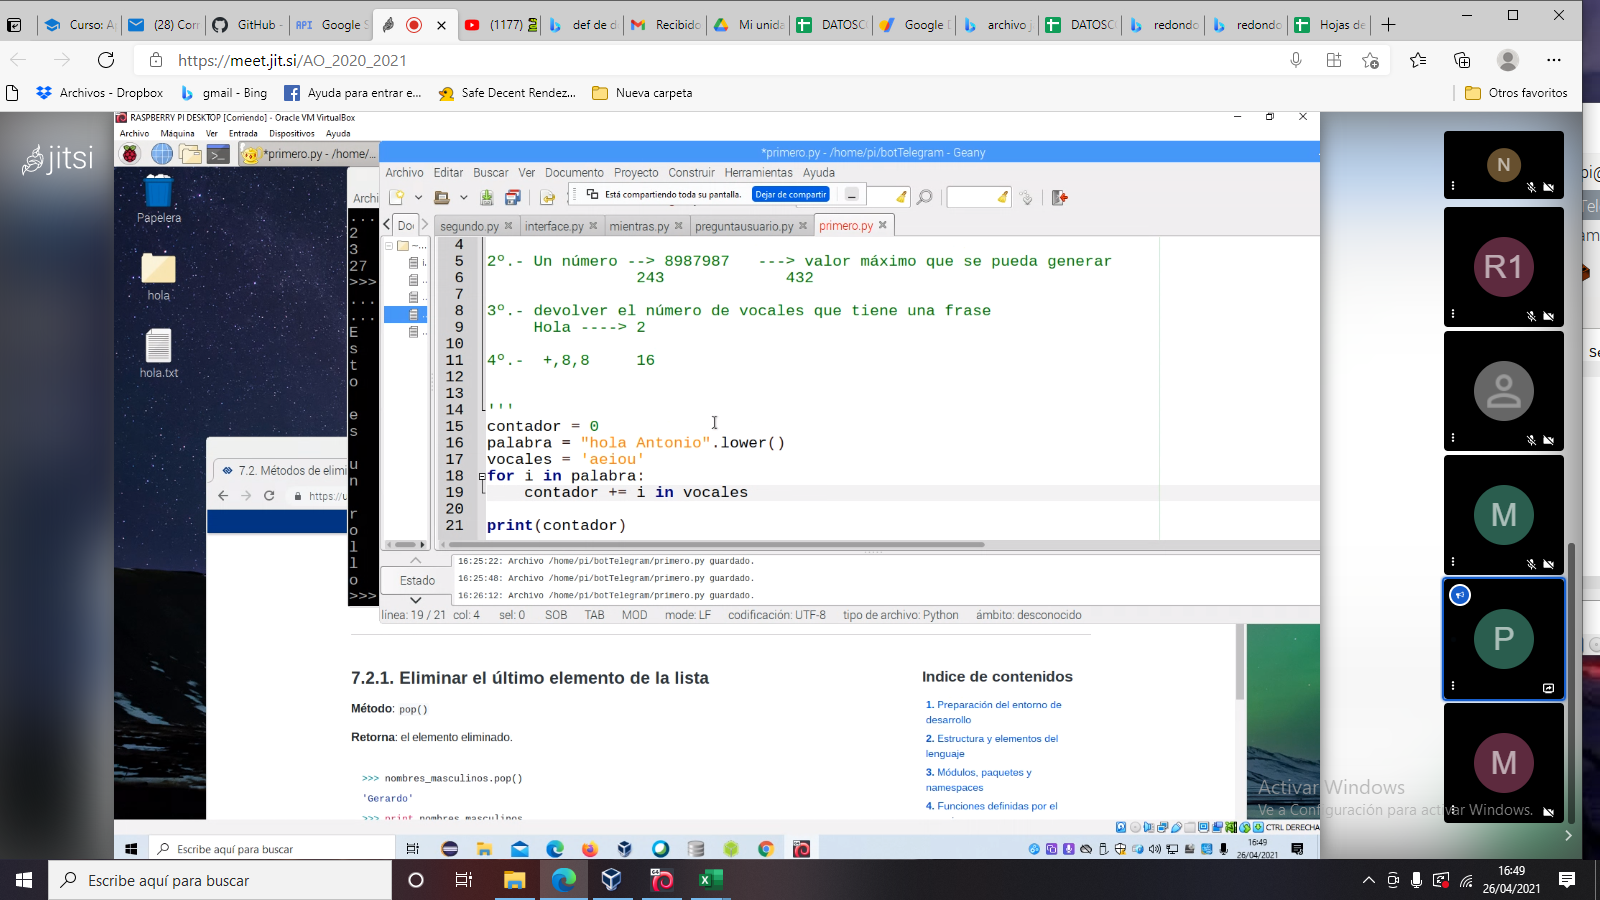 Curso: A
(28) Corr
GitHub -
API Google S
(1177)
def de d
Recibido
Mi unida
DATOSC
Google D
archivo j
DATOSC
redondo
redondo
Hojas de
https://meet.jit.si/AO_2020_2021
Archivos - Dropbox
gmail - Bing
Ayuda para entrar e...
Safe Decent Rendez...
Nueva carpeta
Otros favoritos
jitsi
RASPBERRY PI DESKTOP [Corriendo] - Oracle VM VirtualBox
Archivo Máquina Ver Entrada Dispositivos Ayuda
*primero.py - /home/...
*primero.py - /home/pi/botTelegram - Geany
Archivo Editar Buscar Ver Documento Proyecto Construir Herramientas Ayuda
Está compartiendo toda su pantalla. Dejar de compartir
segundo.py interface.py mientras.py preguntausuario.py primero.py
Papelera
hola
hola.txt
4
5 2º.- Un número --> 8987987 ---> valor máximo que se pueda generar
6 243 432
7
8 3º.- devolver el número de vocales que tiene una frase
9 Hola ----> 2
10
11 4º.- +,8,8 16
12
13
14 '''
15 contador = 0
16 palabra = "hola Antonio".lower()
17 vocales = 'aeiou'
18 for i in palabra:
19 contador += i in vocales
20
21 print(contador)
Archi
...
2
3
27
>>>
...
...
E
s
t
o
e
s
u
n
r
o
l
l
o
>>>
7.2. Métodos de elimi
https://u
Estado
16:25:22: Archivo /home/pi/botTelegram/primero.py guardado.
16:25:48: Archivo /home/pi/botTelegram/primero.py guardado.
16:26:12: Archivo /home/pi/botTelegram/primero.py guardado.
línea: 19 / 21 col: 4 sel: 0 SOB TAB MOD mode: LF codificación: UTF-8 tipo de archivo: Python ámbito: desconocido
7.2.1. Eliminar el último elemento de la lista
Método: pop()
Retorna: el elemento eliminado.
>>> nombres_masculinos.pop()
'Gerardo'
>>> print nombres_masculinos
Indice de contenidos
1. Preparación del entorno de
desarrollo
2. Estructura y elementos del
lenguaje
3. Módulos, paquetes y
namespaces
4. Funciones definidas por el
N
R1
M
P
M
Activar Windows
Ve a Configuración para activar Windows.
CTRL DERECHA
Escribe aquí para buscar
16:49
26/04/2021
Escribe aquí para buscar
16:49
26/04/2021